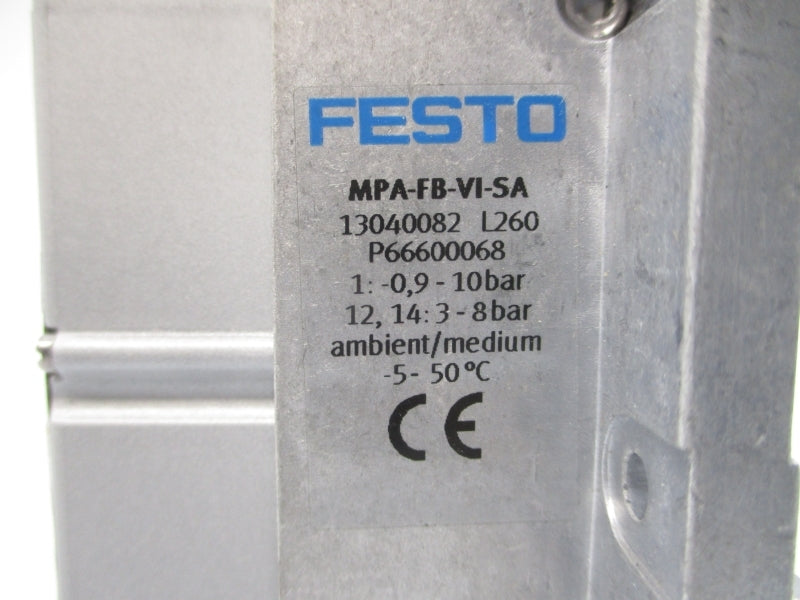 FESTO
MPA-FB-VI-SA
13040082 L260
P66600068
1: -0,9 - 10bar
12, 14: 3 - 8bar
ambient/medium
-5- 50°C
CE